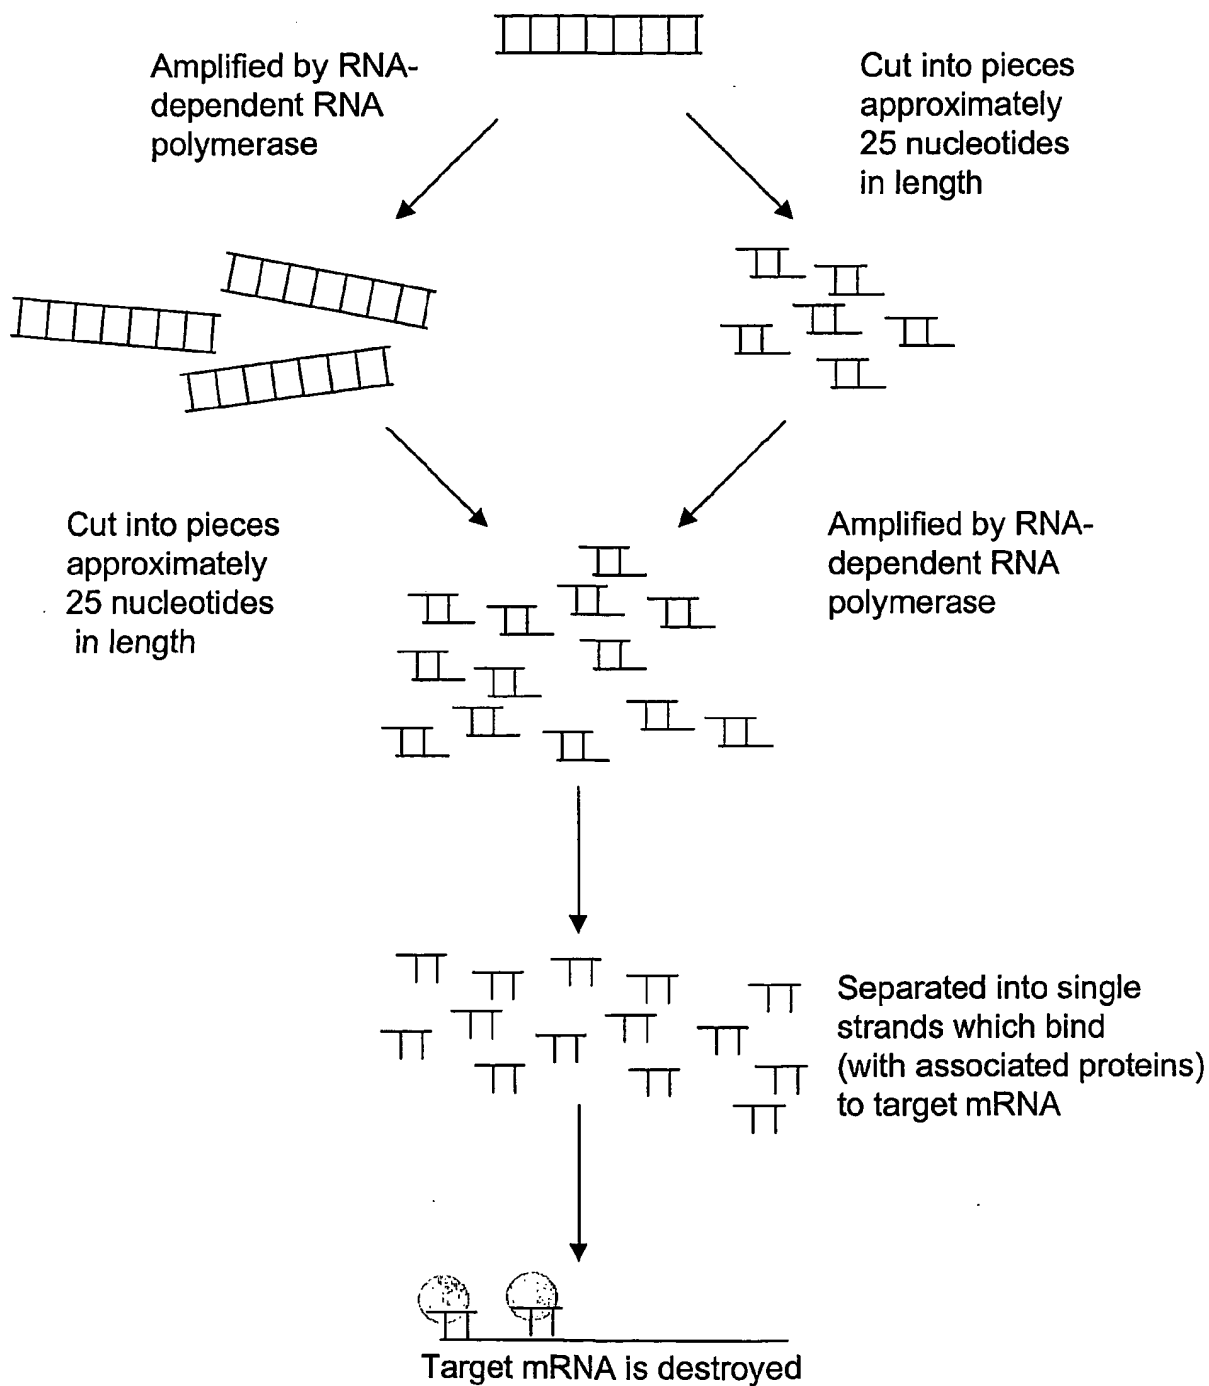 Amplified by RNA-
dependent RNA
polymerase
Cut into pieces
approximately
25 nucleotides
in length
Cut into pieces
approximately
25 nucleotides
in length
Amplified by RNA-
dependent RNA
polymerase
Separated into single
strands which bind
(with associated proteins)
to target mRNA
Target mRNA is destroyed